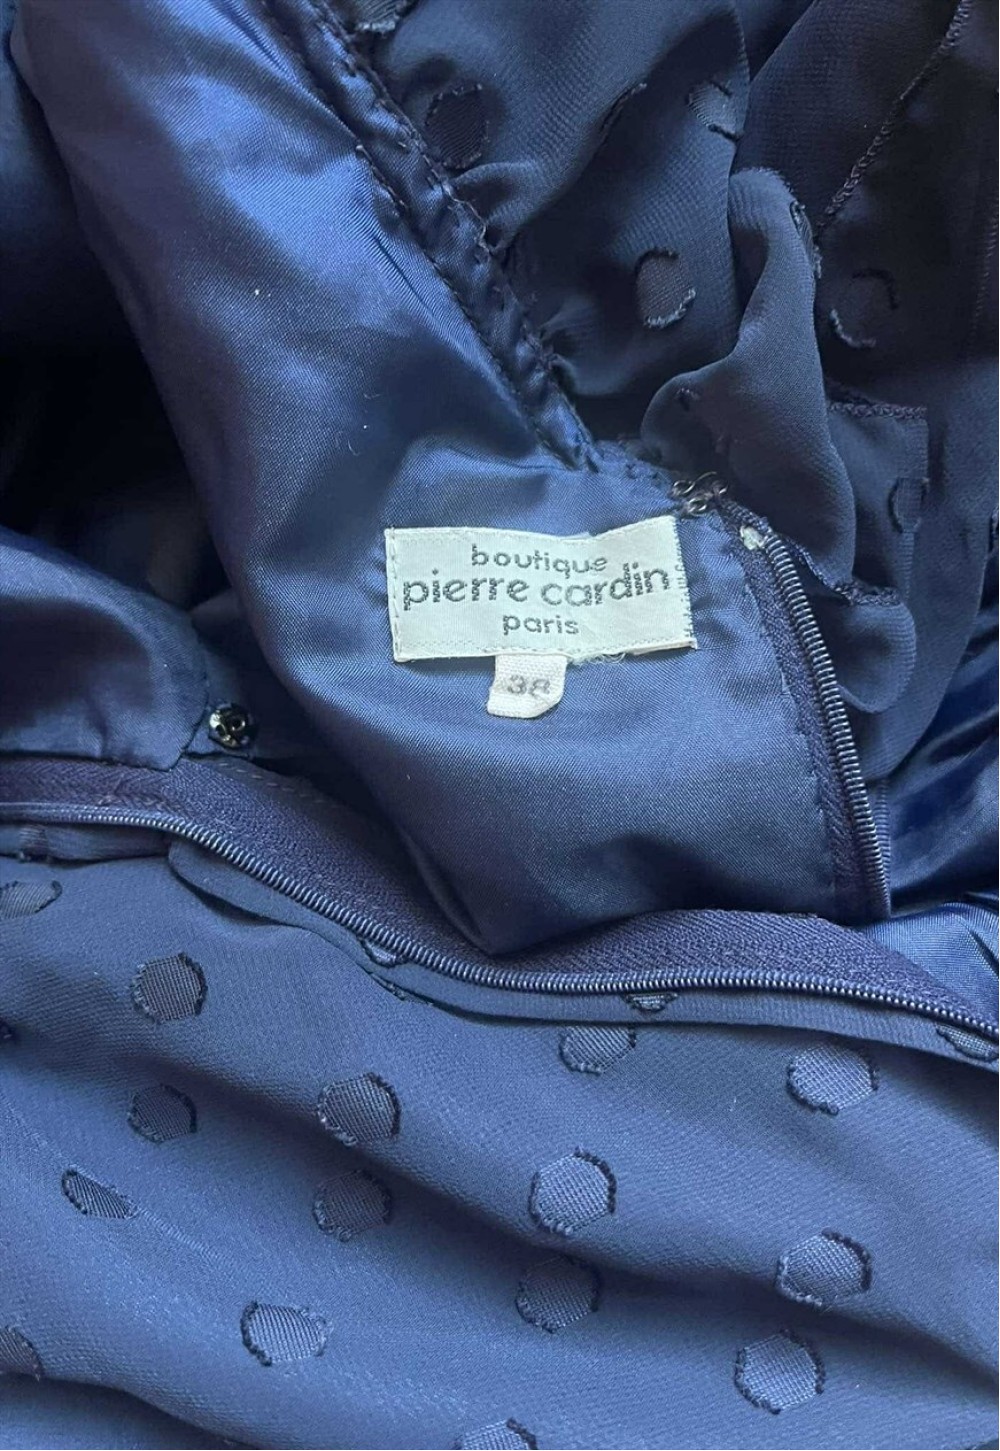 boutique
pierre cardin
paris
38